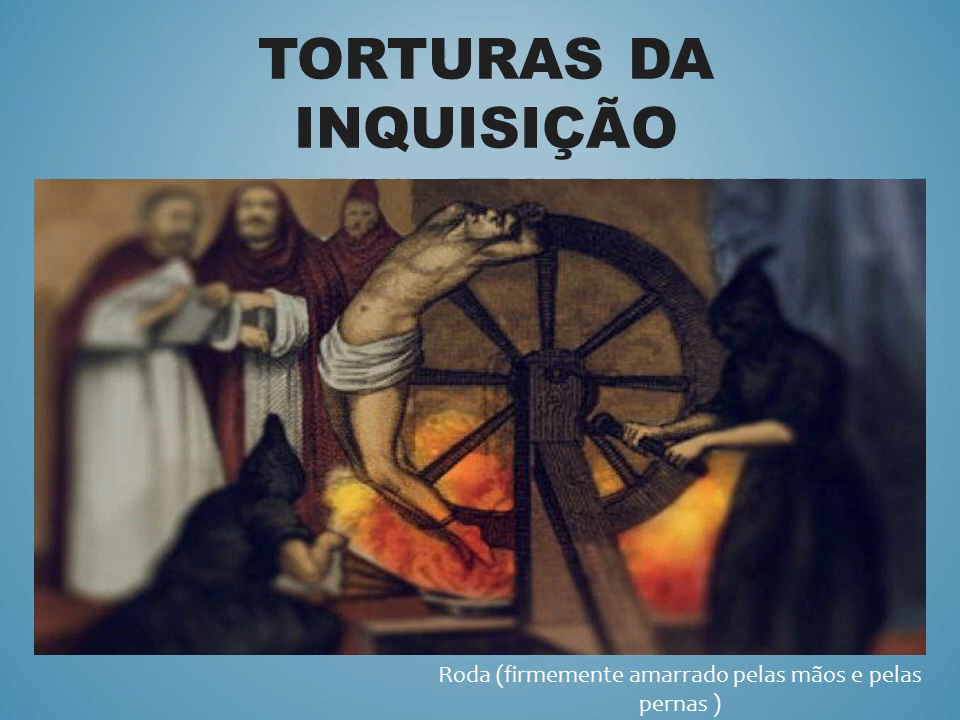 TORTURAS DA
INQUISIÇÃO
Roda (firmemente amarrado pelas mãos e pelas
pernas )